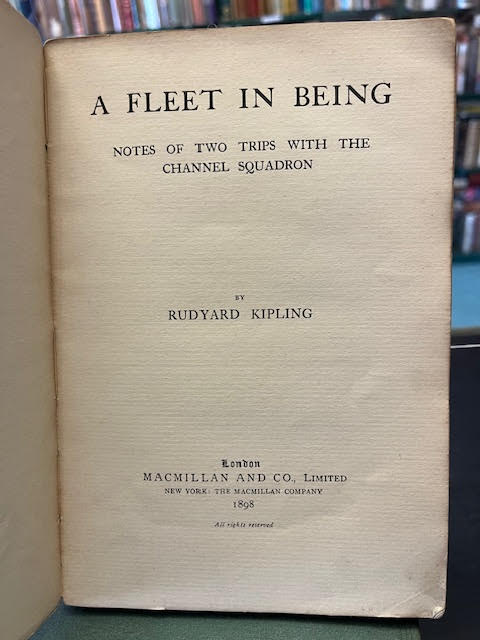 A FLEET IN BEING
NOTES OF TWO TRIPS WITH THE
CHANNEL SQUADRON
BY
RUDYARD KIPLING
London
MACMILLAN AND CO., LIMITED
NEW YORK: THE MACMILLAN COMPANY
1898
All rights reserved